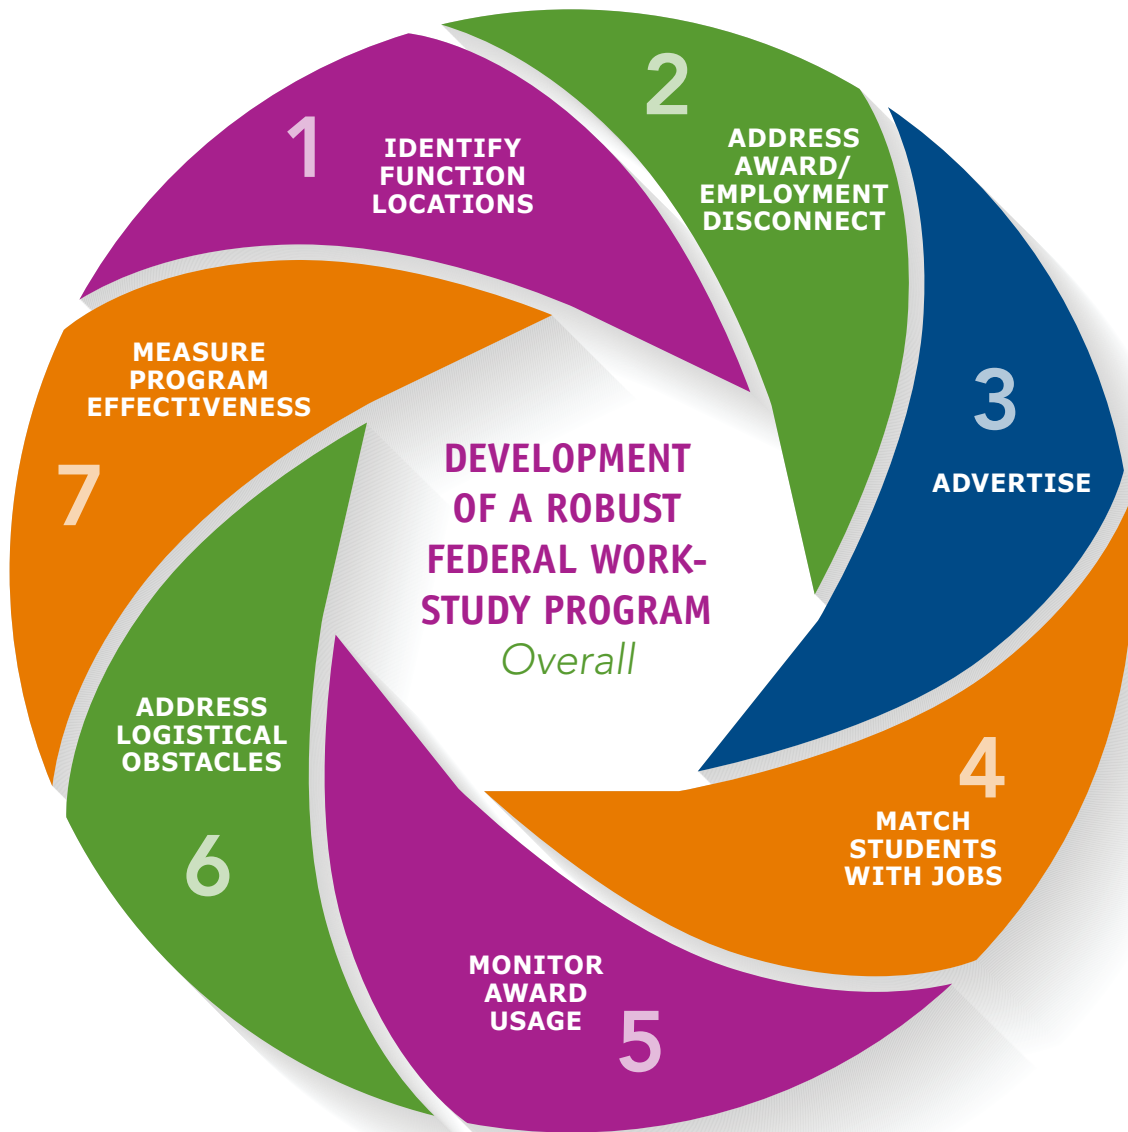 1
IDENTIFY
FUNCTION
LOCATIONS
2
ADDRESS
AWARD/
EMPLOYMENT
DISCONNECT
3
ADVERTISE
4
MATCH
STUDENTS
WITH JOBS
MONITOR
AWARD
USAGE
5
ADDRESS
LOGISTICAL
OBSTACLES
6
MEASURE
PROGRAM
EFFECTIVENESS
7
DEVELOPMENT
OF A ROBUST
FEDERAL WORK-
STUDY PROGRAM
Overall